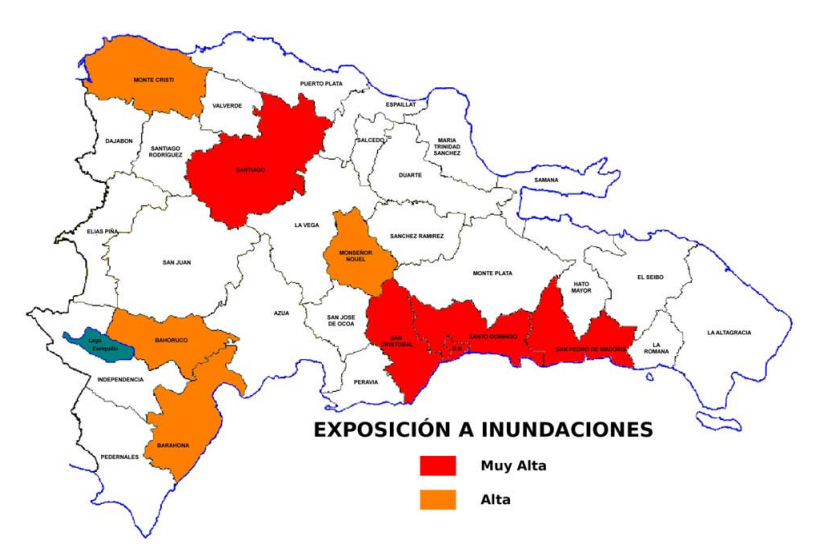 MONTE CRISTI
PUERTO PLATA
VALVERDE
ESPAILLAT
DAJABON
SANTIAGO
RODRÍGUEZ
SALCEDO
MARIA
TRINIDAD
SANCHEZ
SANTIAGO
DUARTE
SAMANA
ELIAS PIÑA
LA VEGA
SANCHEZ RAMIREZ
MONSEÑOR
NOUEL
SAN JUAN
MONTE PLATA
HATO
MAYOR
EL SEIBO
AZUA
SAN JOSE
DE OCOA
LA ALTAGRACIA
Lago
Enriquillo
BAHORUCO
SAN
CRISTOBAL
SANTO DOMINGO
D.N.
SAN PEDRO DE MACORIS
LA
ROMANA
INDEPENDENCIA
PERAVIA
BARAHONA
PEDERNALES
EXPOSICIÓN A INUNDACIONES
Muy Alta
Alta